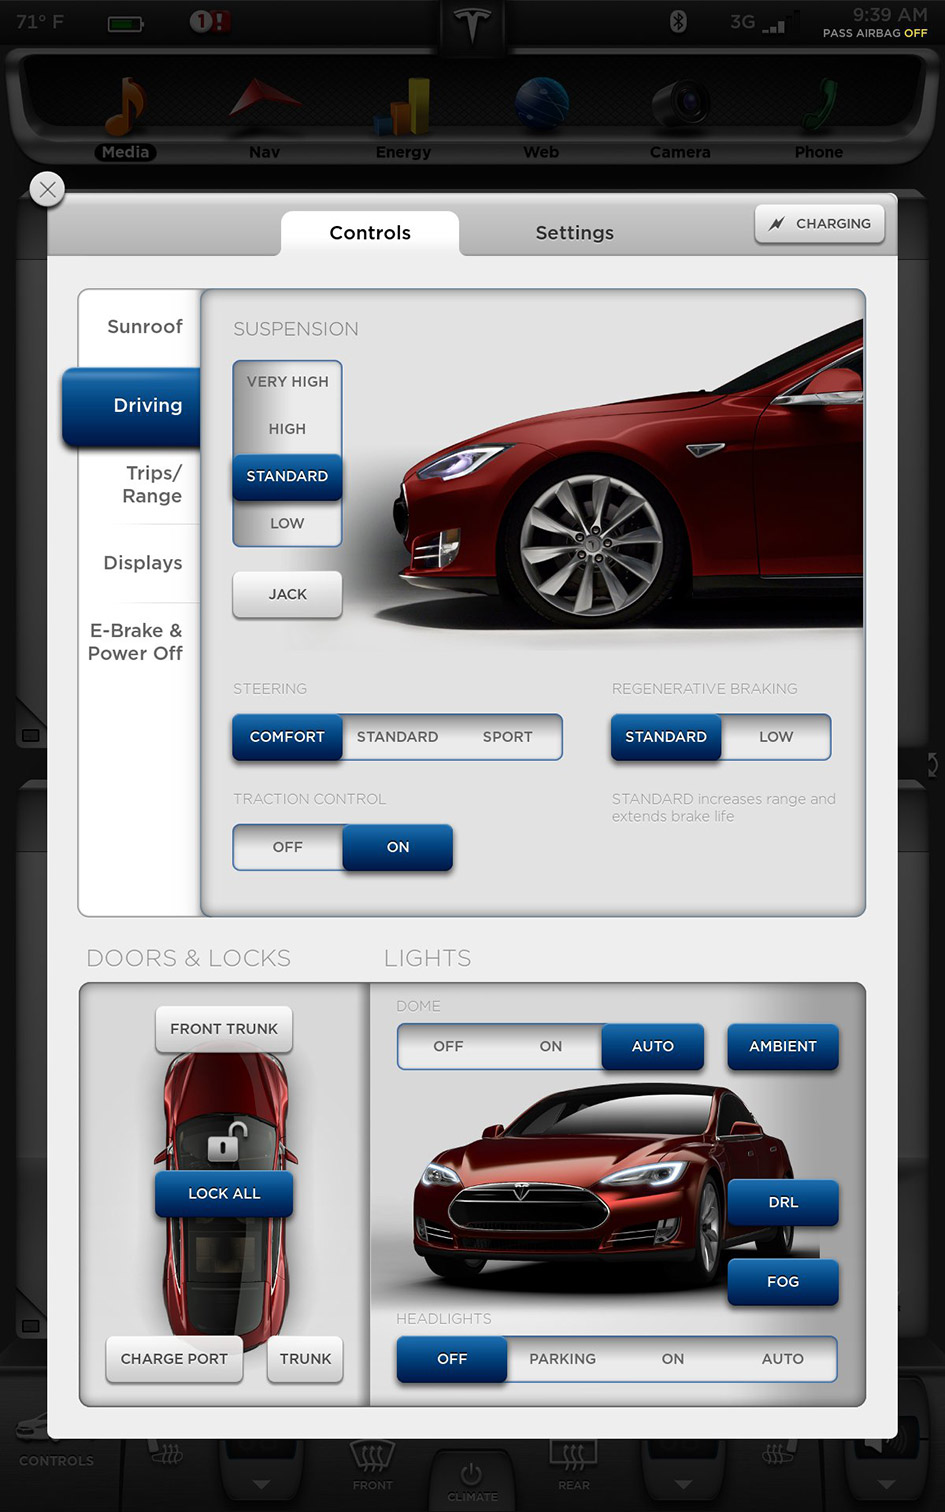 71° F
1!
3G
9:39 AM
PASS AIRBAG OFF
Media
Nav
Energy
Web
Camera
Phone
Controls
Settings
CHARGING
Sunroof
Driving
Trips/
Range
Displays
E-Brake &
Power Off
SUSPENSION
VERY HIGH
HIGH
STANDARD
LOW
JACK
STEERING
COMFORT
STANDARD
SPORT
REGENERATIVE BRAKING
STANDARD
LOW
STANDARD increases range and
extends brake life
TRACTION CONTROL
OFF
ON
DOORS & LOCKS
FRONT TRUNK
LOCK ALL
CHARGE PORT
TRUNK
LIGHTS
DOME
OFF
ON
AUTO
AMBIENT
DRL
FOG
HEADLIGHTS
OFF
PARKING
ON
AUTO
CONTROLS
FRONT
CLIMATE
REAR